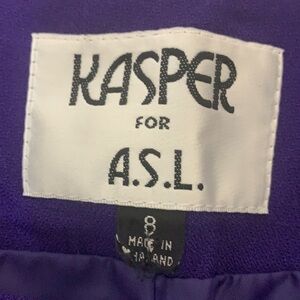 KASPER
FOR
A.S.L.
8
MADE IN